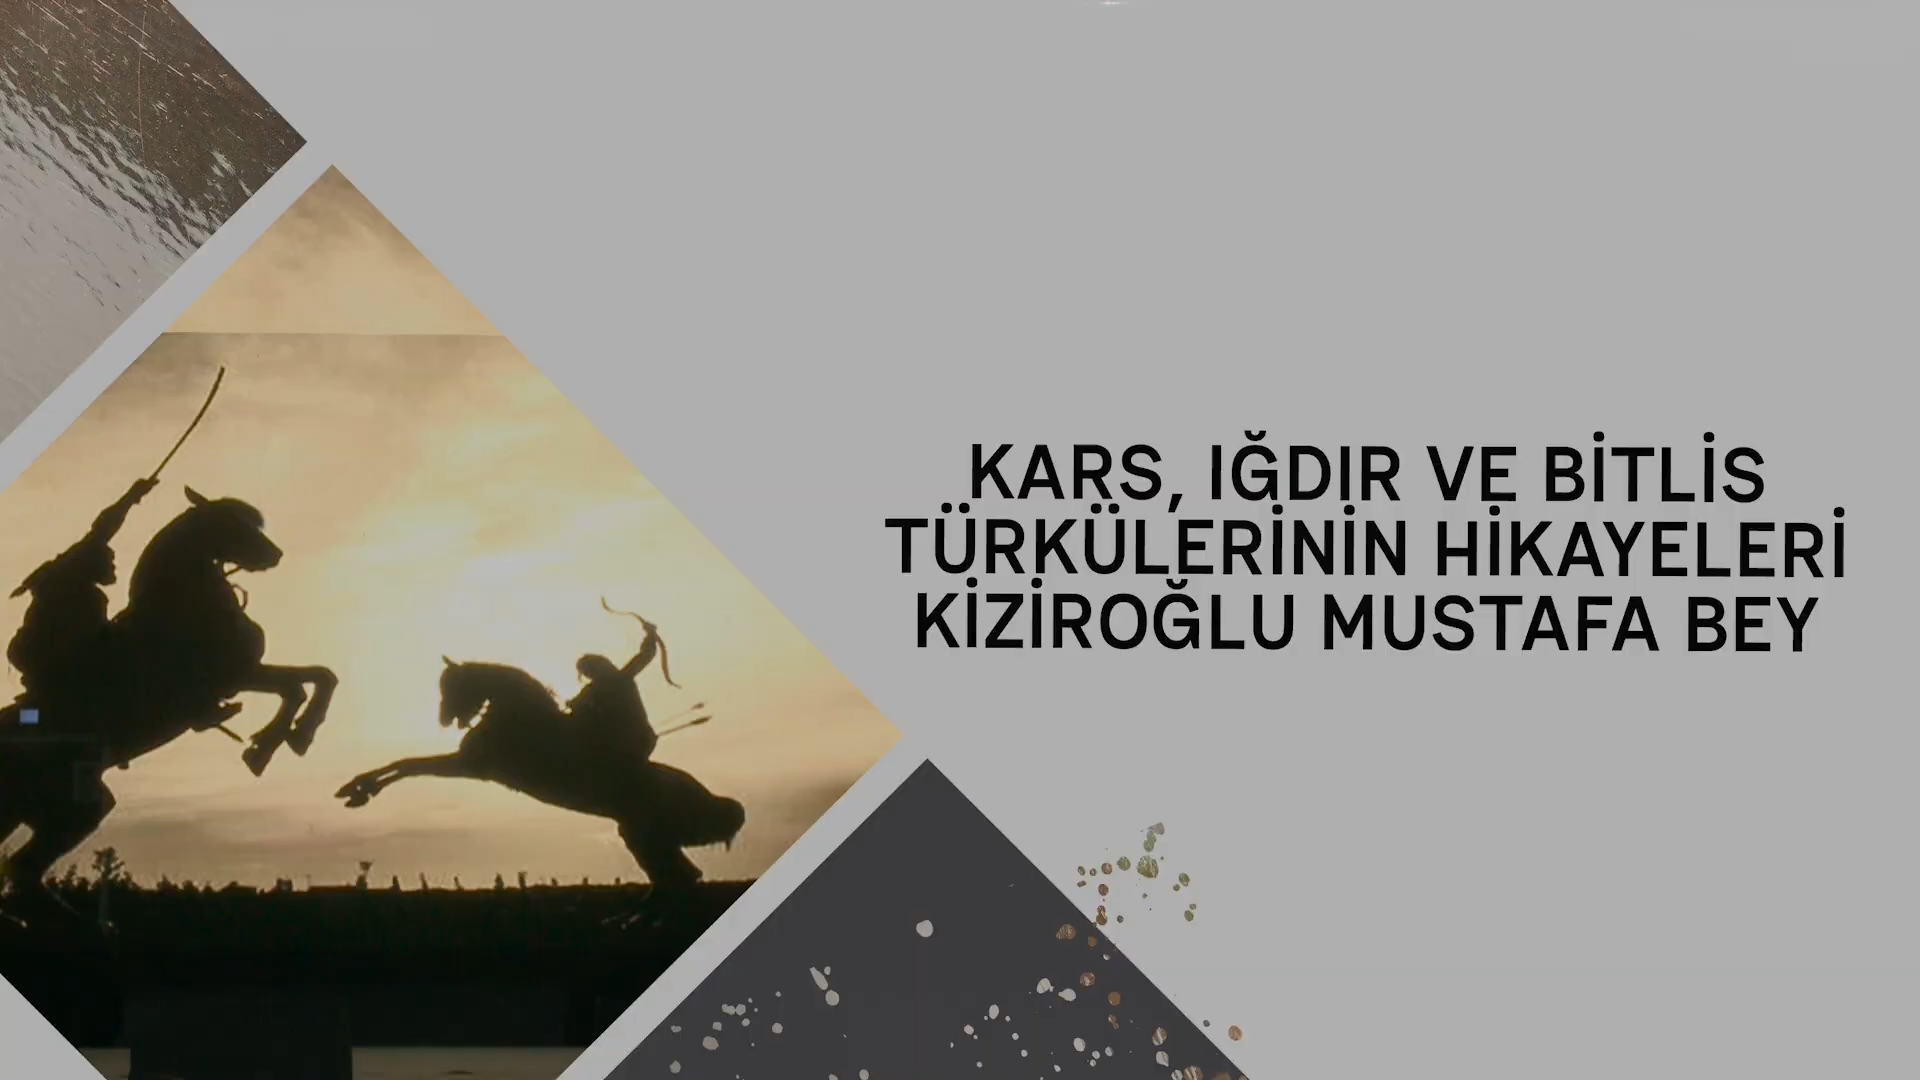 KARS, IĞDIR VE BİTLİS
TÜRKÜLERİNİN HİKAYELERİ
KİZİROĞLU MUSTAFA BEY